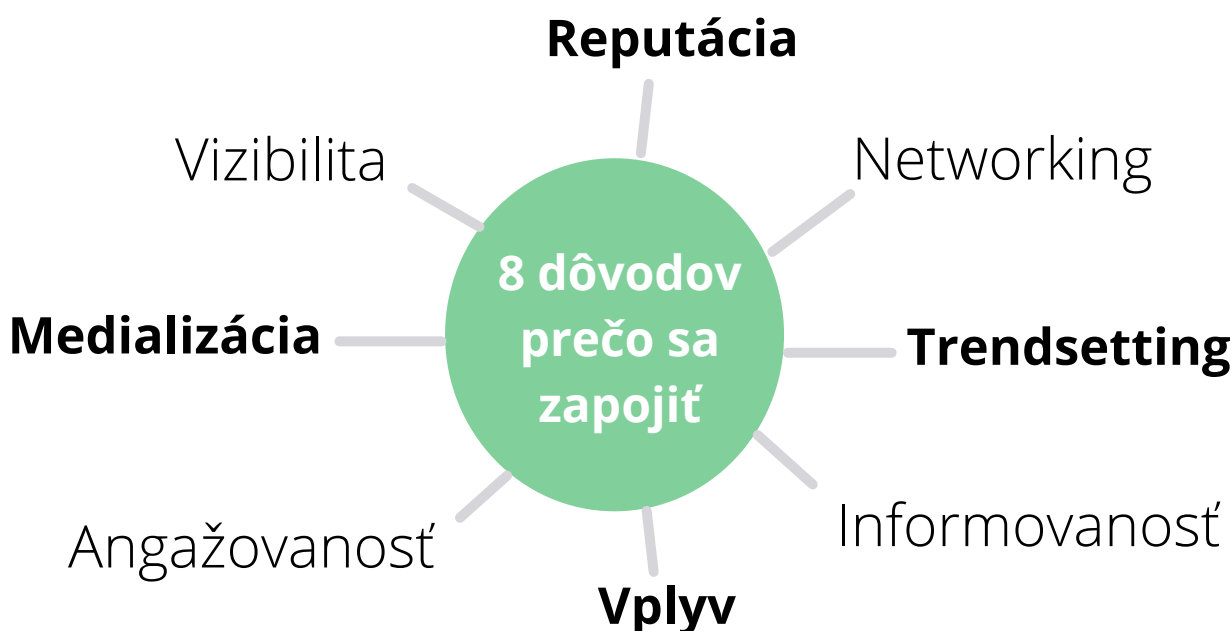 Reputácia
Vizibilita
Networking
8 dôvodov
prečo sa
zapojiť
Medializácia
Trendsetting
Angažovanosť
Informovanosť
Vplyv